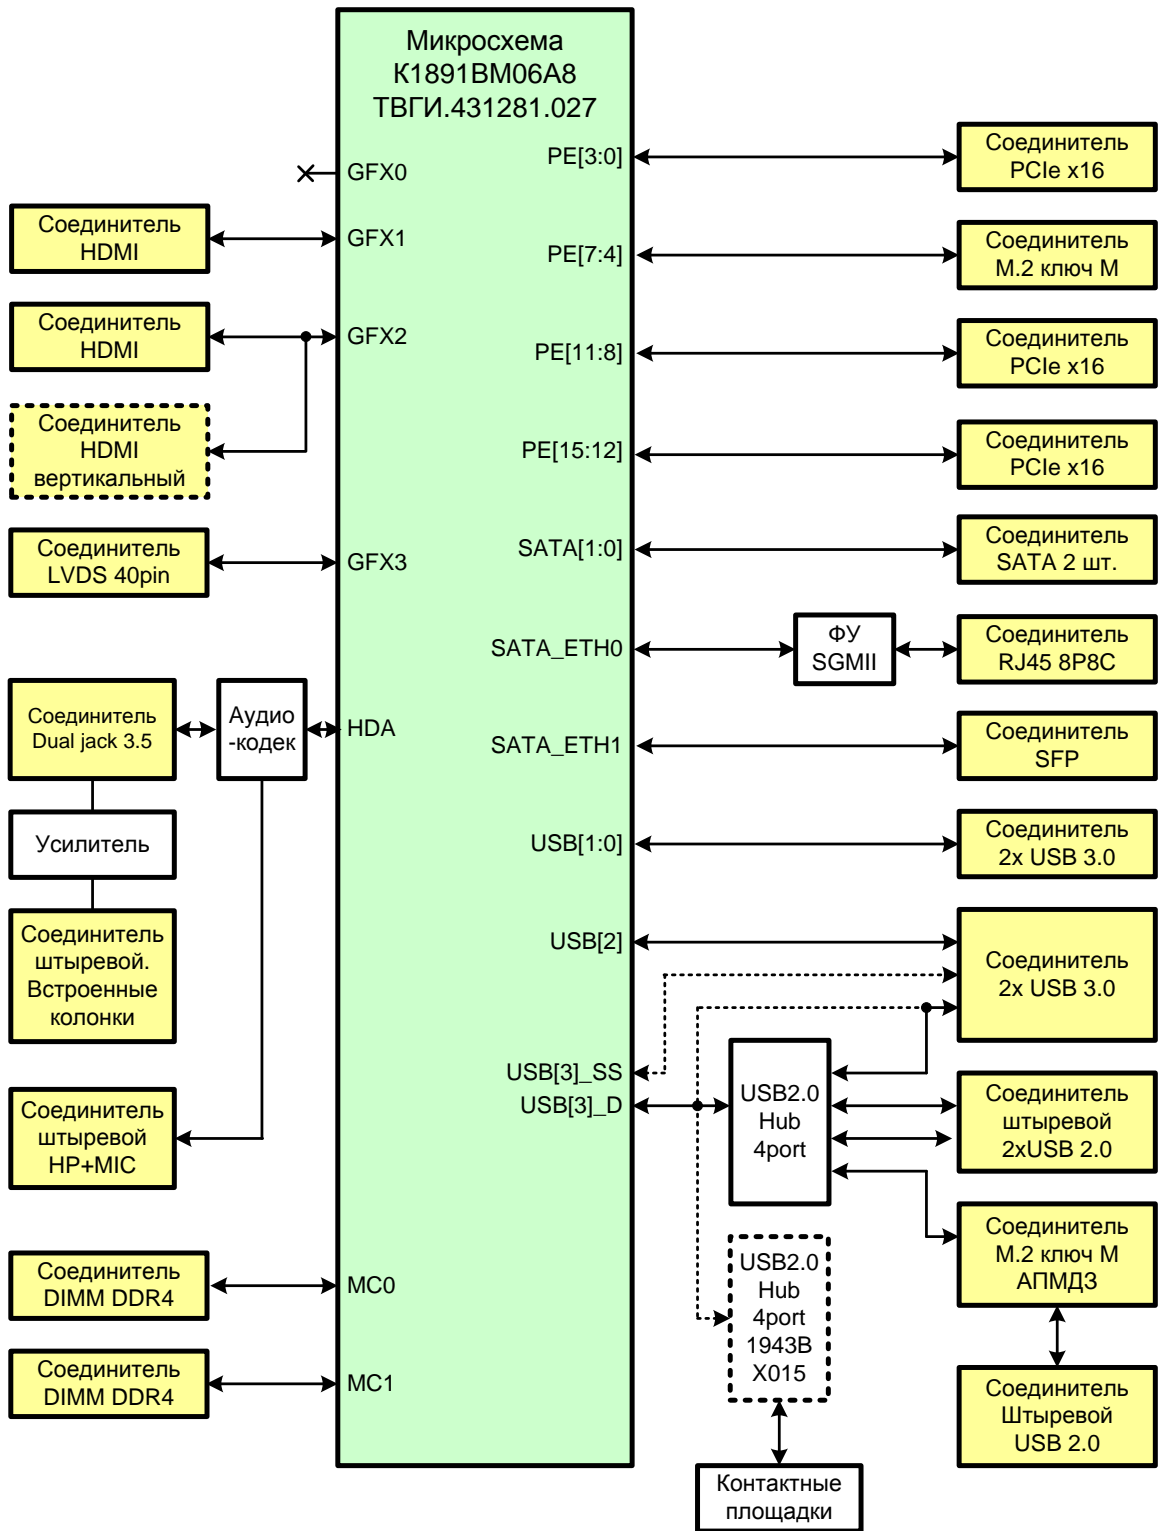 Микросхема
К1891ВМ06А8
ТВГИ.431281.027
GFX0
GFX1
GFX2
GFX3
HDA
MC0
MC1
PE[3:0]
PE[7:4]
PE[11:8]
PE[15:12]
SATA[1:0]
SATA_ETH0
SATA_ETH1
USB[1:0]
USB[2]
USB[3]_SS
USB[3]_D
Соединитель
HDMI
Соединитель
HDMI
Соединитель
HDMI
вертикальный
Соединитель
LVDS 40pin
Соединитель
Dual jack 3.5
Аудио
-кодек
Усилитель
Соединитель
штыревой.
Встроенные
колонки
Соединитель
штыревой
HP+MIC
Соединитель
DIMM DDR4
Соединитель
DIMM DDR4
Соединитель
PCIe x16
Соединитель
М.2 ключ М
Соединитель
PCIe x16
Соединитель
PCIe x16
Соединитель
SATA 2 шт.
ФУ
SGMII
Соединитель
RJ45 8P8C
Соединитель
SFP
Соединитель
2x USB 3.0
Соединитель
2x USB 3.0
USB2.0
Hub
4port
Соединитель
штыревой
2xUSB 2.0
Соединитель
М.2 ключ М
АПМДЗ
USB2.0
Hub
4port
1943В
Х015
Соединитель
Штыревой
USB 2.0
Контактные
площадки